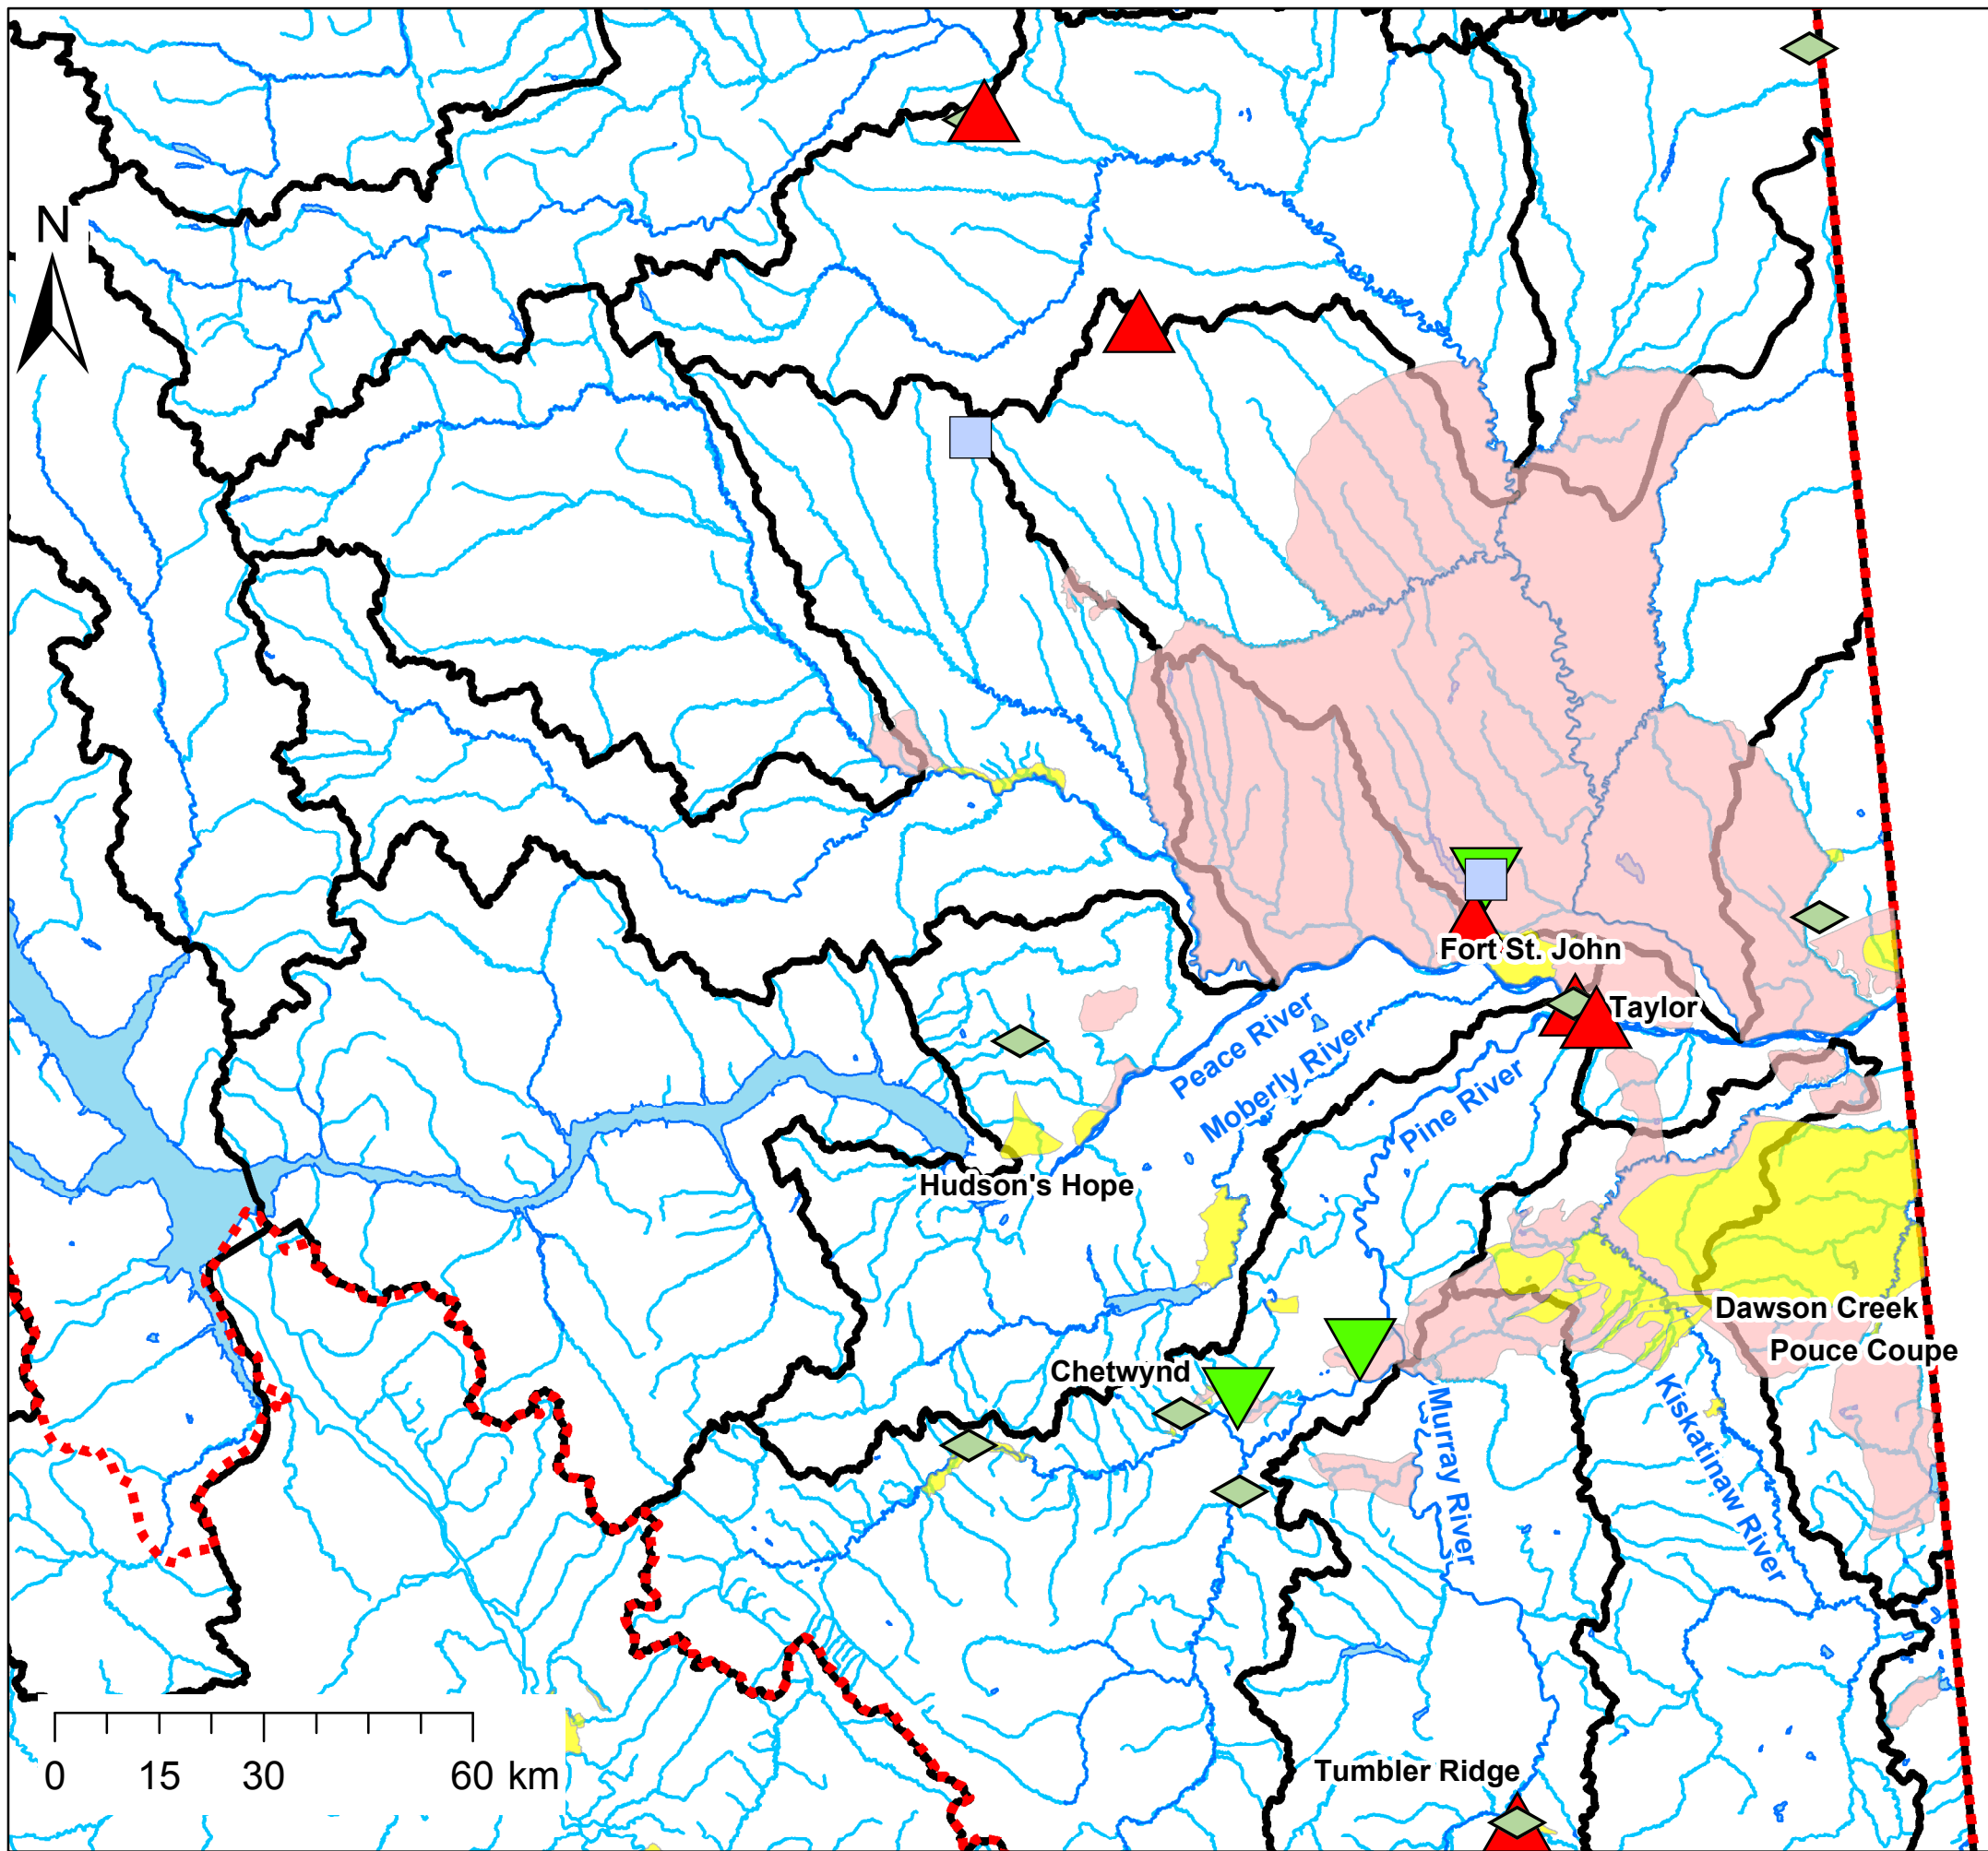 N
Fort St. John
Taylor
Peace River
Moberly River
Pine River
Hudson's Hope
Dawson Creek
Pouce Coupe
Chetwynd
Murray River
Kiskatinaw River
Tumbler Ridge
0 15 30 60 km